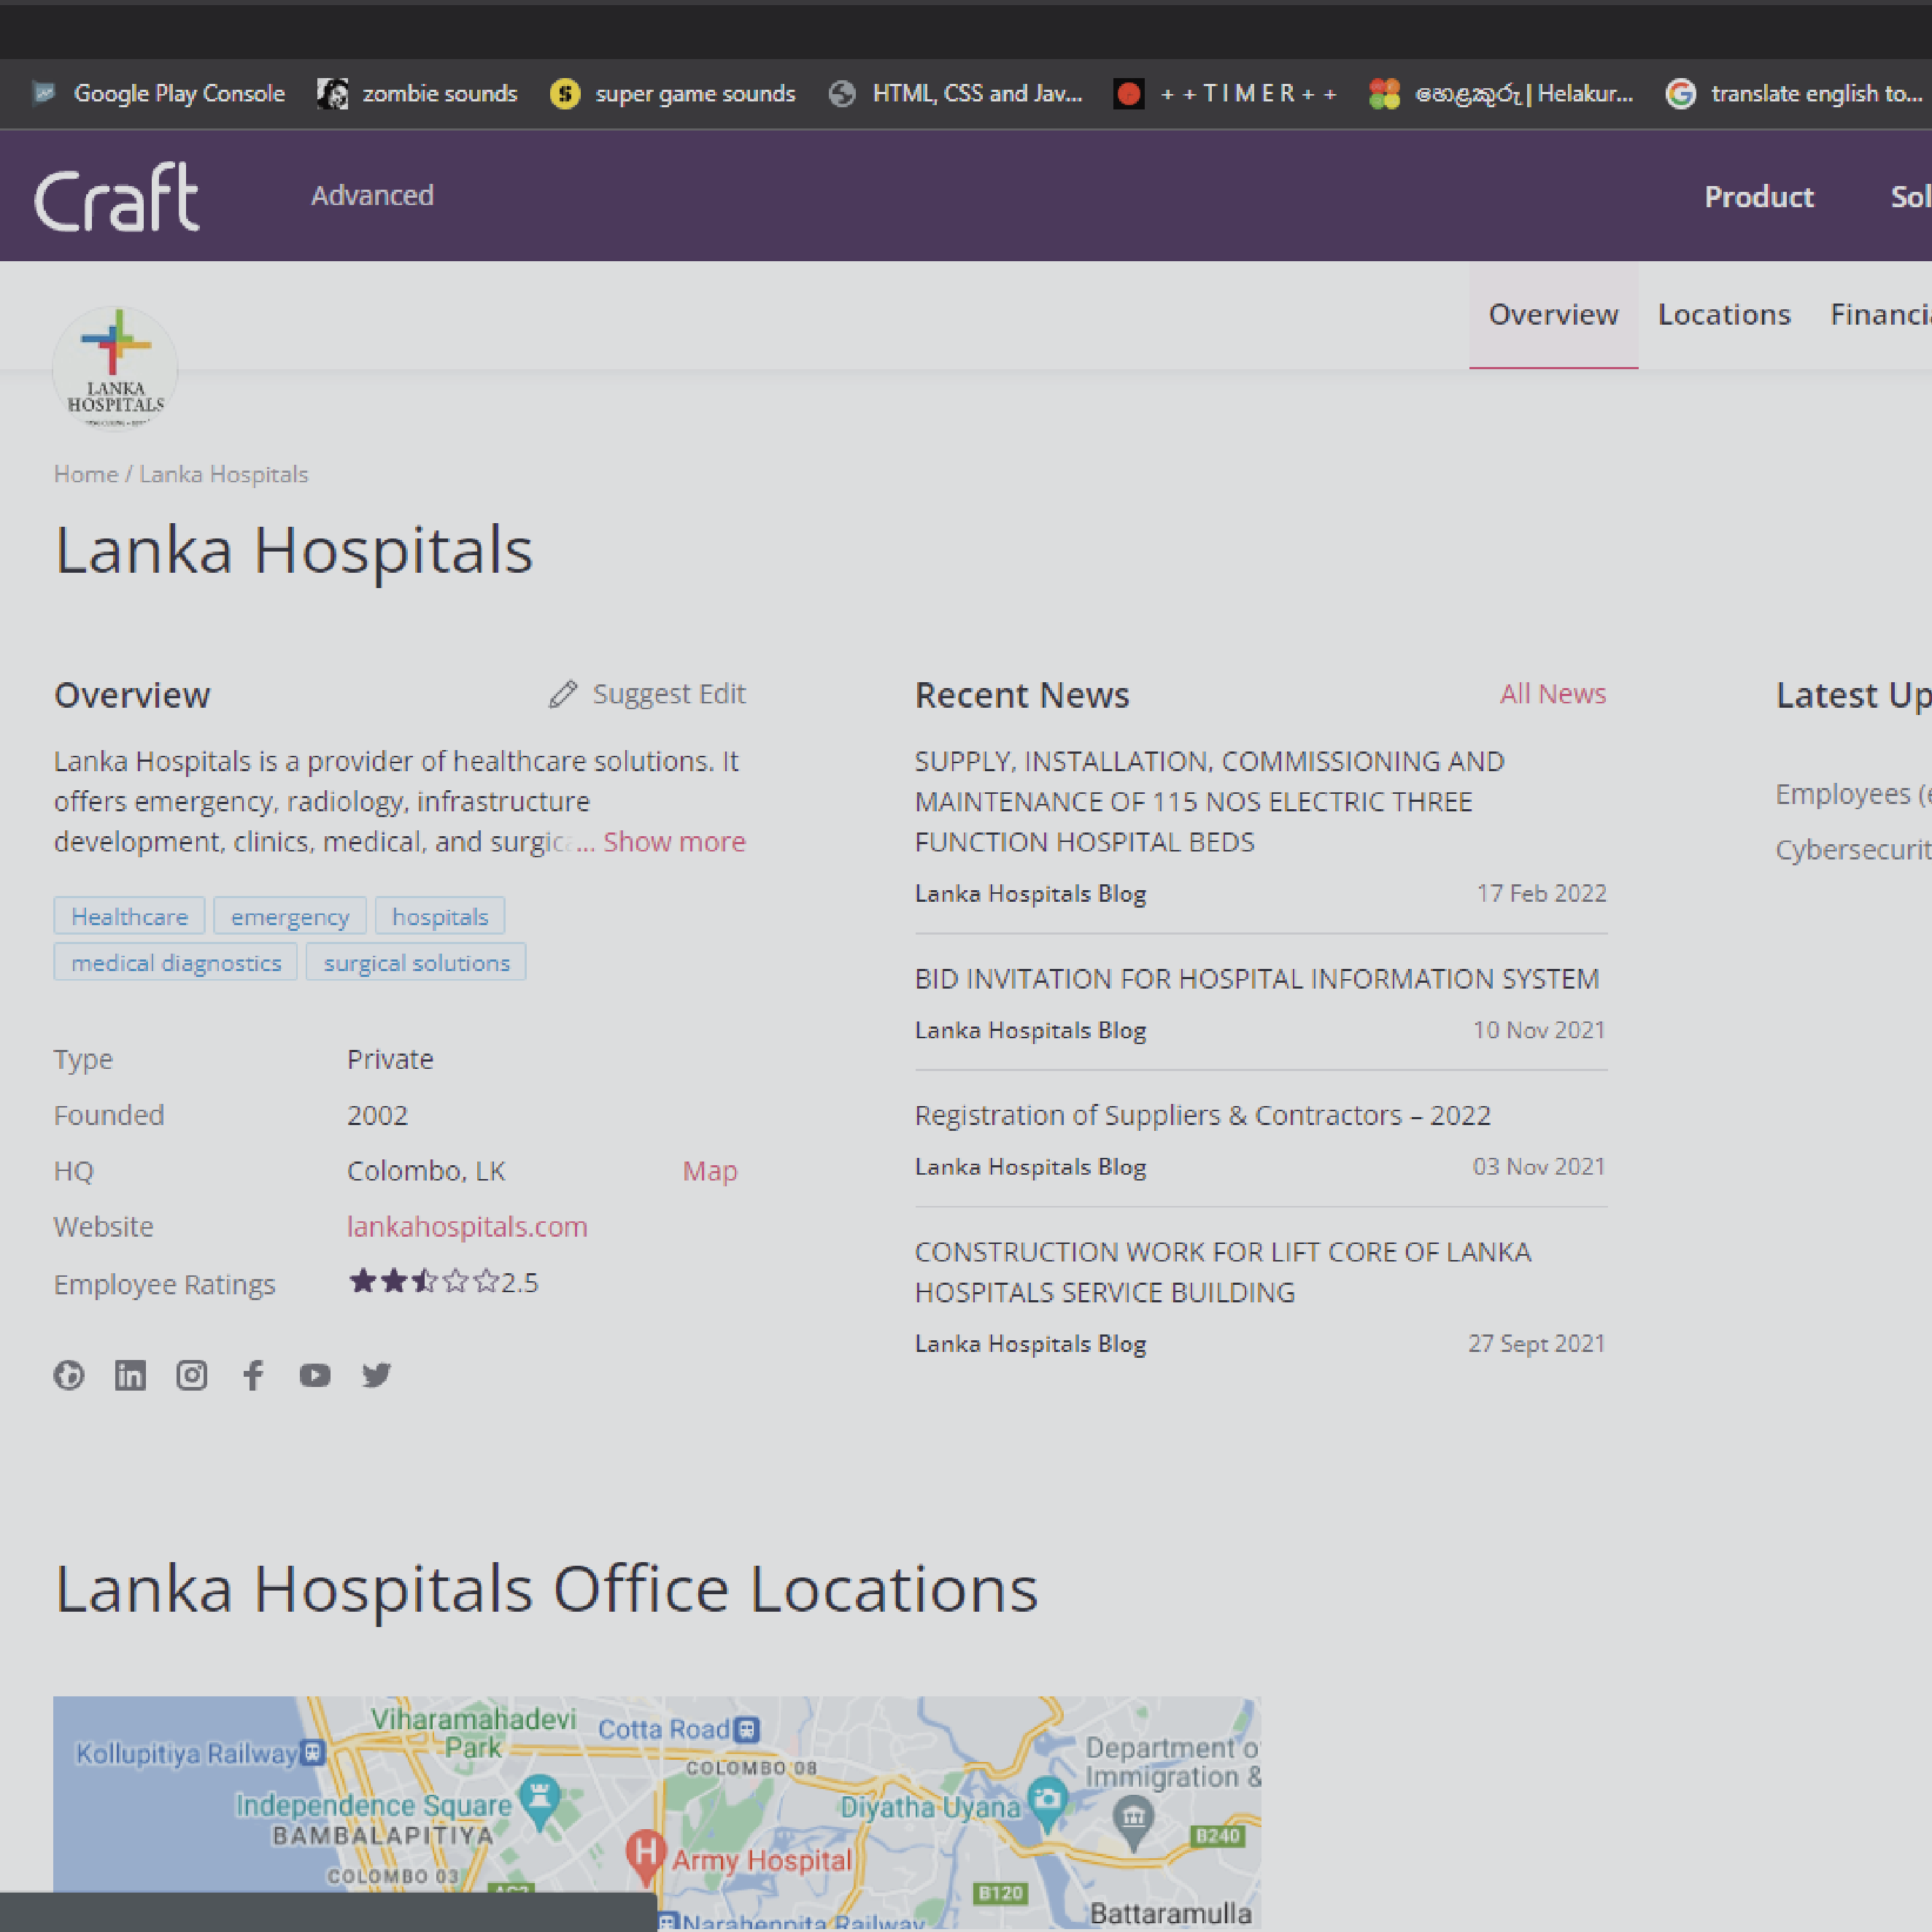 Google Play Console zombie sounds super game sounds HTML, CSS and Jav... + + T I M E R + + හෙළකුරු | Helakur... translate english to...
Craft Advanced Product Sol
Overview Locations Financi
LANKA
HOSPITALS
Home / Lanka Hospitals
Lanka Hospitals
Overview Suggest Edit
Lanka Hospitals is a provider of healthcare solutions. It
offers emergency, radiology, infrastructure
development, clinics, medical, and surgic... Show more
Healthcare emergency hospitals
medical diagnostics surgical solutions
Type Private
Founded 2002
HQ Colombo, LK Map
Website lankahospitals.com
Employee Ratings 2.5
Recent News All News
SUPPLY, INSTALLATION, COMMISSIONING AND
MAINTENANCE OF 115 NOS ELECTRIC THREE
FUNCTION HOSPITAL BEDS
Lanka Hospitals Blog 17 Feb 2022
BID INVITATION FOR HOSPITAL INFORMATION SYSTEM
Lanka Hospitals Blog 10 Nov 2021
Registration of Suppliers & Contractors – 2022
Lanka Hospitals Blog 03 Nov 2021
CONSTRUCTION WORK FOR LIFT CORE OF LANKA
HOSPITALS SERVICE BUILDING
Lanka Hospitals Blog 27 Sept 2021
Latest Up
Employees (e
Cybersecurit
Lanka Hospitals Office Locations
Viharamahadevi
Park
Cotta Road
Kollupitiya Railway
COLOMBO 08
Department o
Immigration &
Independence Square
Diyatha Uyana
BAMBALAPITIYA
B240
Army Hospital
COLOMBO 03
B120
Battaramulla
Narahenpita Railway